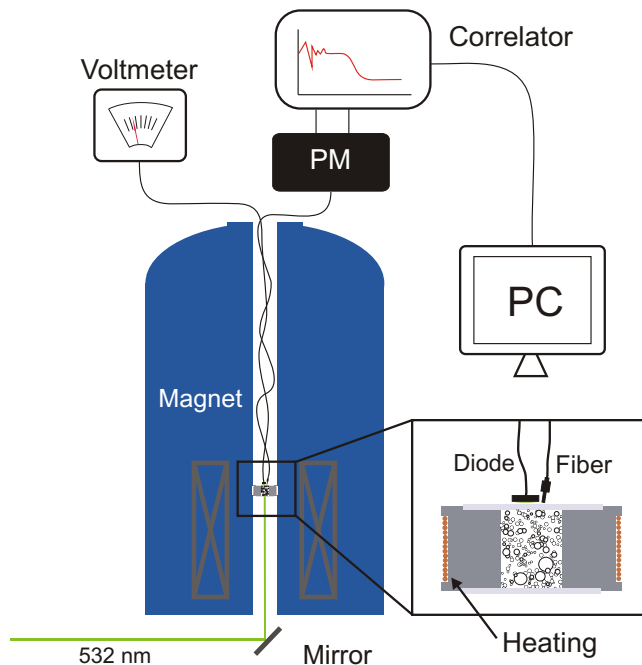 Correlator
Voltmeter
PM
PC
Magnet
Diode
Fiber
Heating
532 nm
Mirror